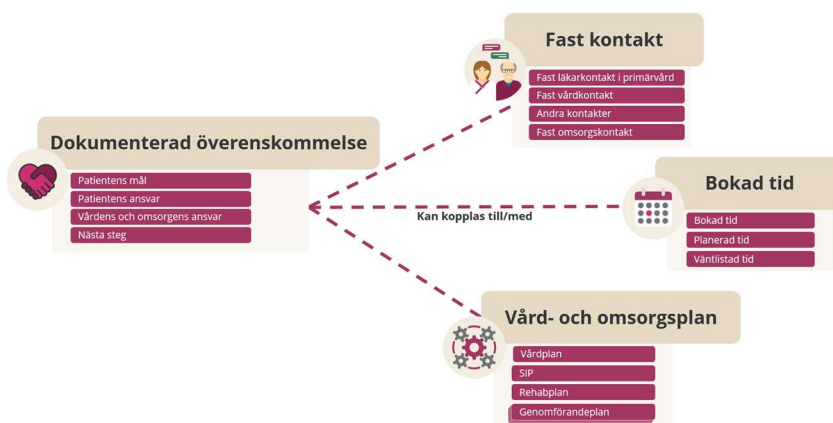 Fast kontakt
Fast läkarkontakt i primärvård
Fast vårdkontakt
Andra kontakter
Fast omsorgskontakt
Dokumenterad överenskommelse
Patientens mål
Patientens ansvar
Vårdens och omsorgens ansvar
Nästa steg
Kan kopplas till/med
Bokad tid
Bokad tid
Planerad tid
Väntlistad tid
Vård- och omsorgsplan
Vårdplan
SIP
Rehabplan
Genomförandeplan